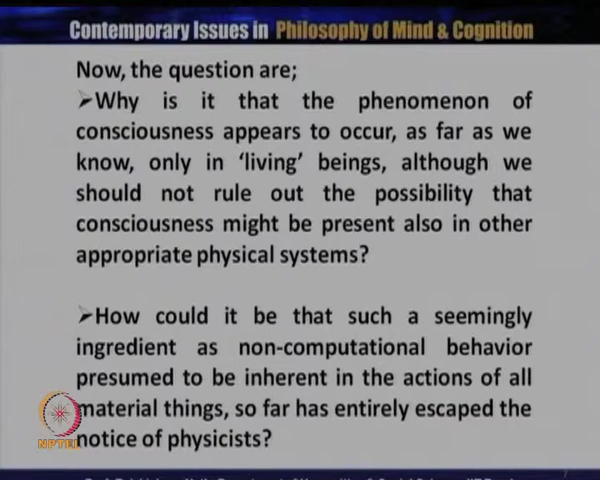 Contemporary Issues in Philosophy of Mind & Cognition
Now, the question are;
➢Why is it that the phenomenon of
consciousness appears to occur, as far as we
know, only in ‘living’ beings, although we
should not rule out the possibility that
consciousness might be present also in other
appropriate physical systems?
➢How could it be that such a seemingly
ingredient as non-computational behavior
presumed to be inherent in the actions of all
material things, so far has entirely escaped the
notice of physicists?
NPTEL
7